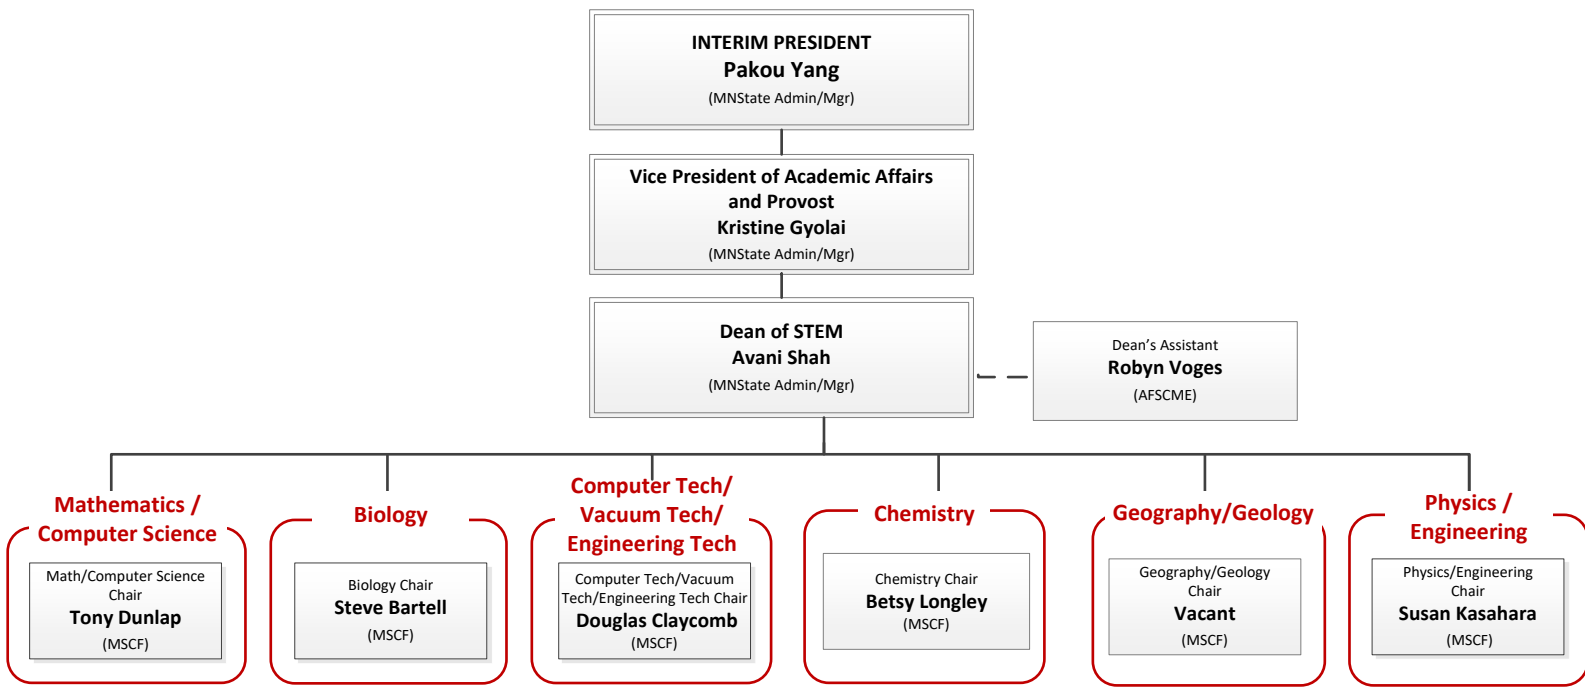 INTERIM PRESIDENT
Pakou Yang
(MNState Admin/Mgr)
Vice President of Academic Affairs
and Provost
Kristine Gyolai
(MNState Admin/Mgr)
Dean of STEM
Avani Shah
(MNState Admin/Mgr)
Dean’s Assistant
Robyn Voges
(AFSCME)
Mathematics /
Computer Science
Math/Computer Science
Chair
Tony Dunlap
(MSCF)
Biology
Biology Chair
Steve Bartell
(MSCF)
Computer Tech/
Vacuum Tech/
Engineering Tech
Computer Tech/Vacuum
Tech/Engineering Tech Chair
Douglas Claycomb
(MSCF)
Chemistry
Chemistry Chair
Betsy Longley
(MSCF)
Geography/Geology
Geography/Geology
Chair
Vacant
(MSCF)
Physics /
Engineering
Physics/Engineering
Chair
Susan Kasahara
(MSCF)